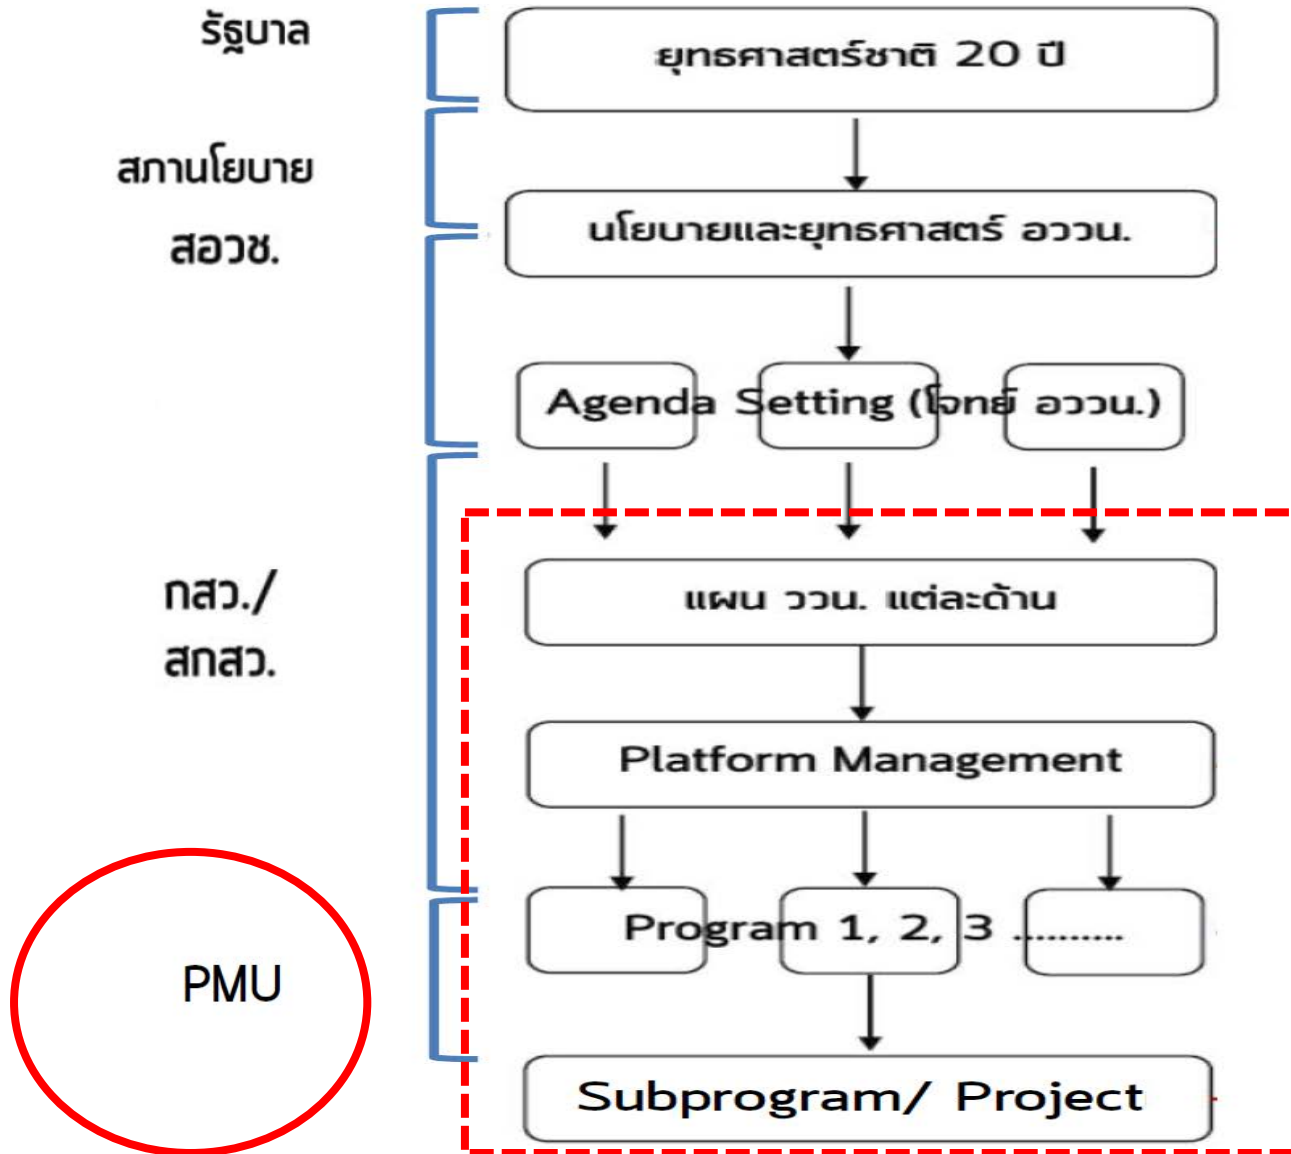 รัฐบาล
ยุทธศาสตร์ชาติ 20 ปี
สภานโยบาย
สอวช.
นโยบายและยุทธศาสตร์ อววน.
Agenda Setting (โจทย์ อววน.)
กสว./
สกสว.
แผน ววน. แต่ละด้าน
Platform Management
PMU
Program 1, 2, 3 ..........
Subprogram/ Project